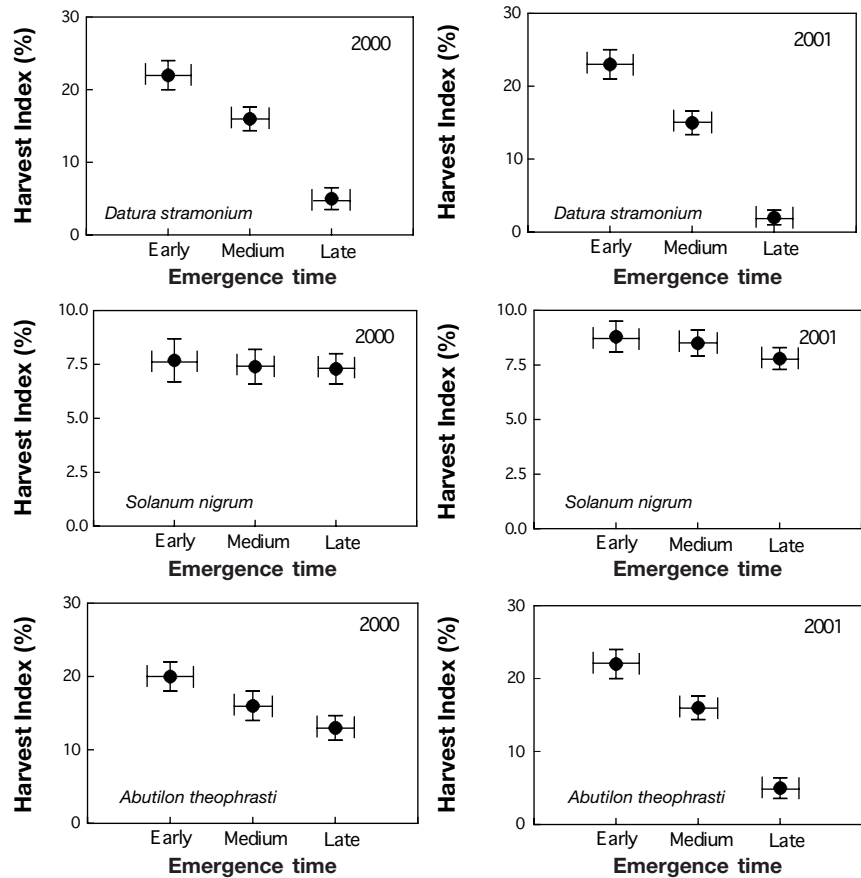 30
20
10
0
Harvest Index (%)
2000
Datura stramonium
Early Medium Late
Emergence time
30
20
10
0
Harvest Index (%)
2001
Datura stramonium
Early Medium Late
Emergence time
10.0
7.5
5.0
2.5
0.0
Harvest Index (%)
2000
Solanum nigrum
Early Medium Late
Emergence time
10.0
7.5
5.0
2.5
0.0
Harvest Index (%)
2001
Solanum nigrum
Early Medium Late
Emergence time
30
20
10
0
Harvest Index (%)
2000
Abutilon theophrasti
Early Medium Late
Emergence time
30
20
10
0
Harvest Index (%)
2001
Abutilon theophrasti
Early Medium Late
Emergence time